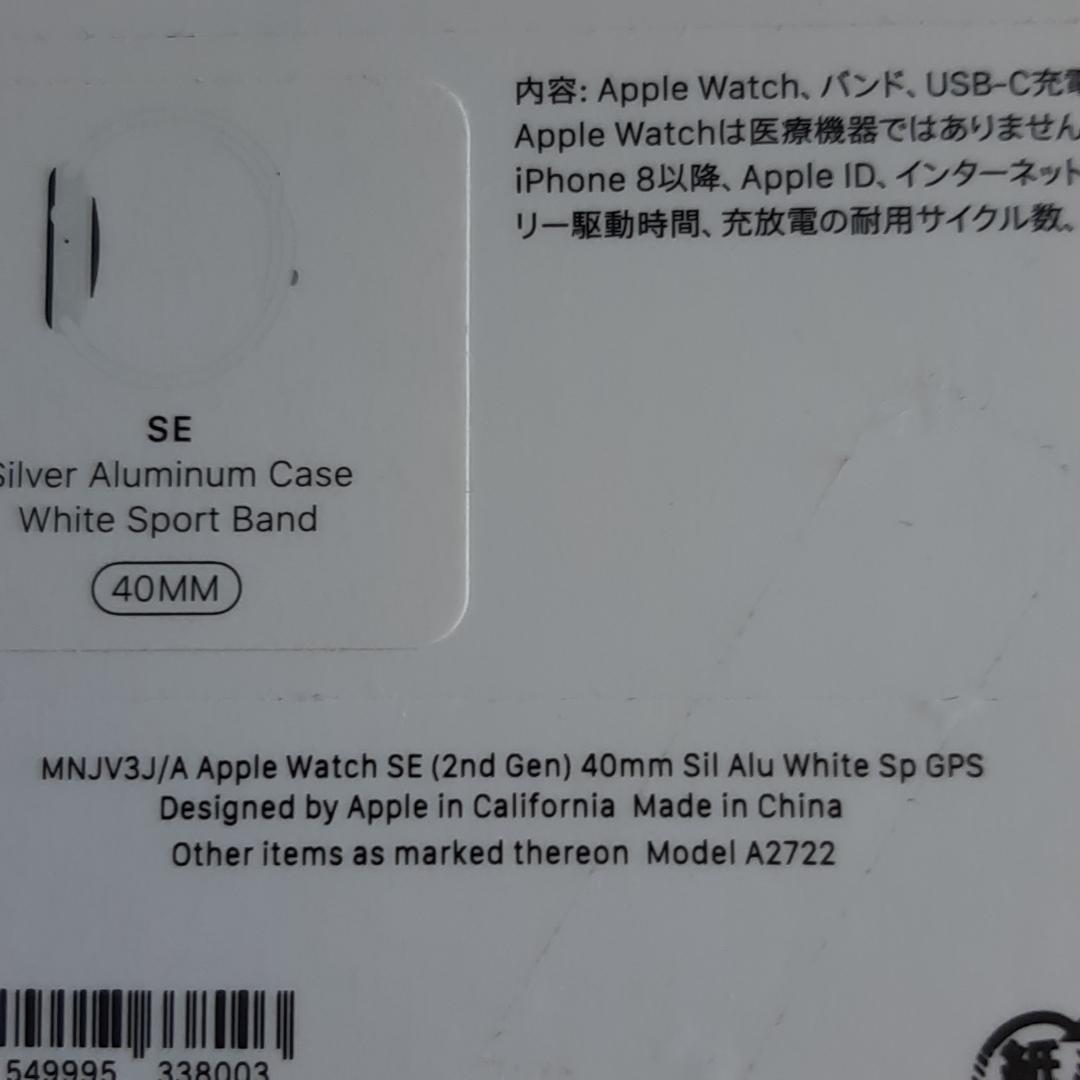 内容: Apple Watch、バンド、USB-C充電
Apple Watchは医療機器ではありません
iPhone 8以降、Apple ID、インターネット
リー駆動時間、充放電の耐用サイクル数。
SE
Silver Aluminum Case
White Sport Band
40MM
MNJV3J/A Apple Watch SE (2nd Gen) 40mm Sil Alu White Sp GPS
Designed by Apple in California Made in China
Other items as marked thereon Model A2722
549995 338003
紙